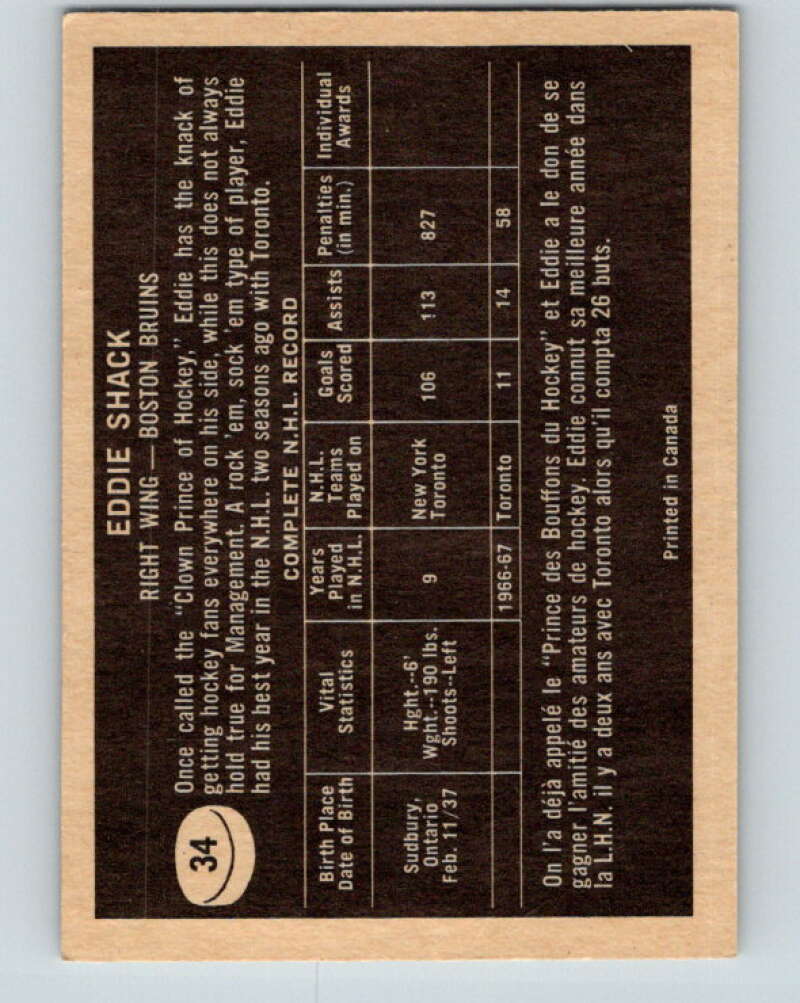 34
EDDIE SHACK
RIGHT WING — BOSTON BRUINS
Once called the "Clown Prince of Hockey," Eddie has the knack of
getting hockey fans everywhere on his side, while this does not always
hold true for Management. A rock 'em, sock 'em type of player, Eddie
had his best year in the N.H.L. two seasons ago with Toronto.
COMPLETE N.H.L. RECORD
Birth Place Vital Years N.H.L. Goals Assists Penalties Individual
Date of Birth Statistics Played Teams Scored (in min.) Awards
in N.H.L. Played on
Sudbury, Hght.--6' 9 New York 106 113 827
Ontario Wght.--190 lbs. Toronto
Feb. 11/37 Shoots--Left
1966-67 Toronto 11 14 58
On l'a déjà appelé le "Prince des Bouffons du Hockey" et Eddie a le don de se
gagner l'amitié des amateurs de hockey. Eddie connut sa meilleure année dans
la L.H.N. il y a deux ans avec Toronto alors qu'il compta 26 buts.
Printed in Canada